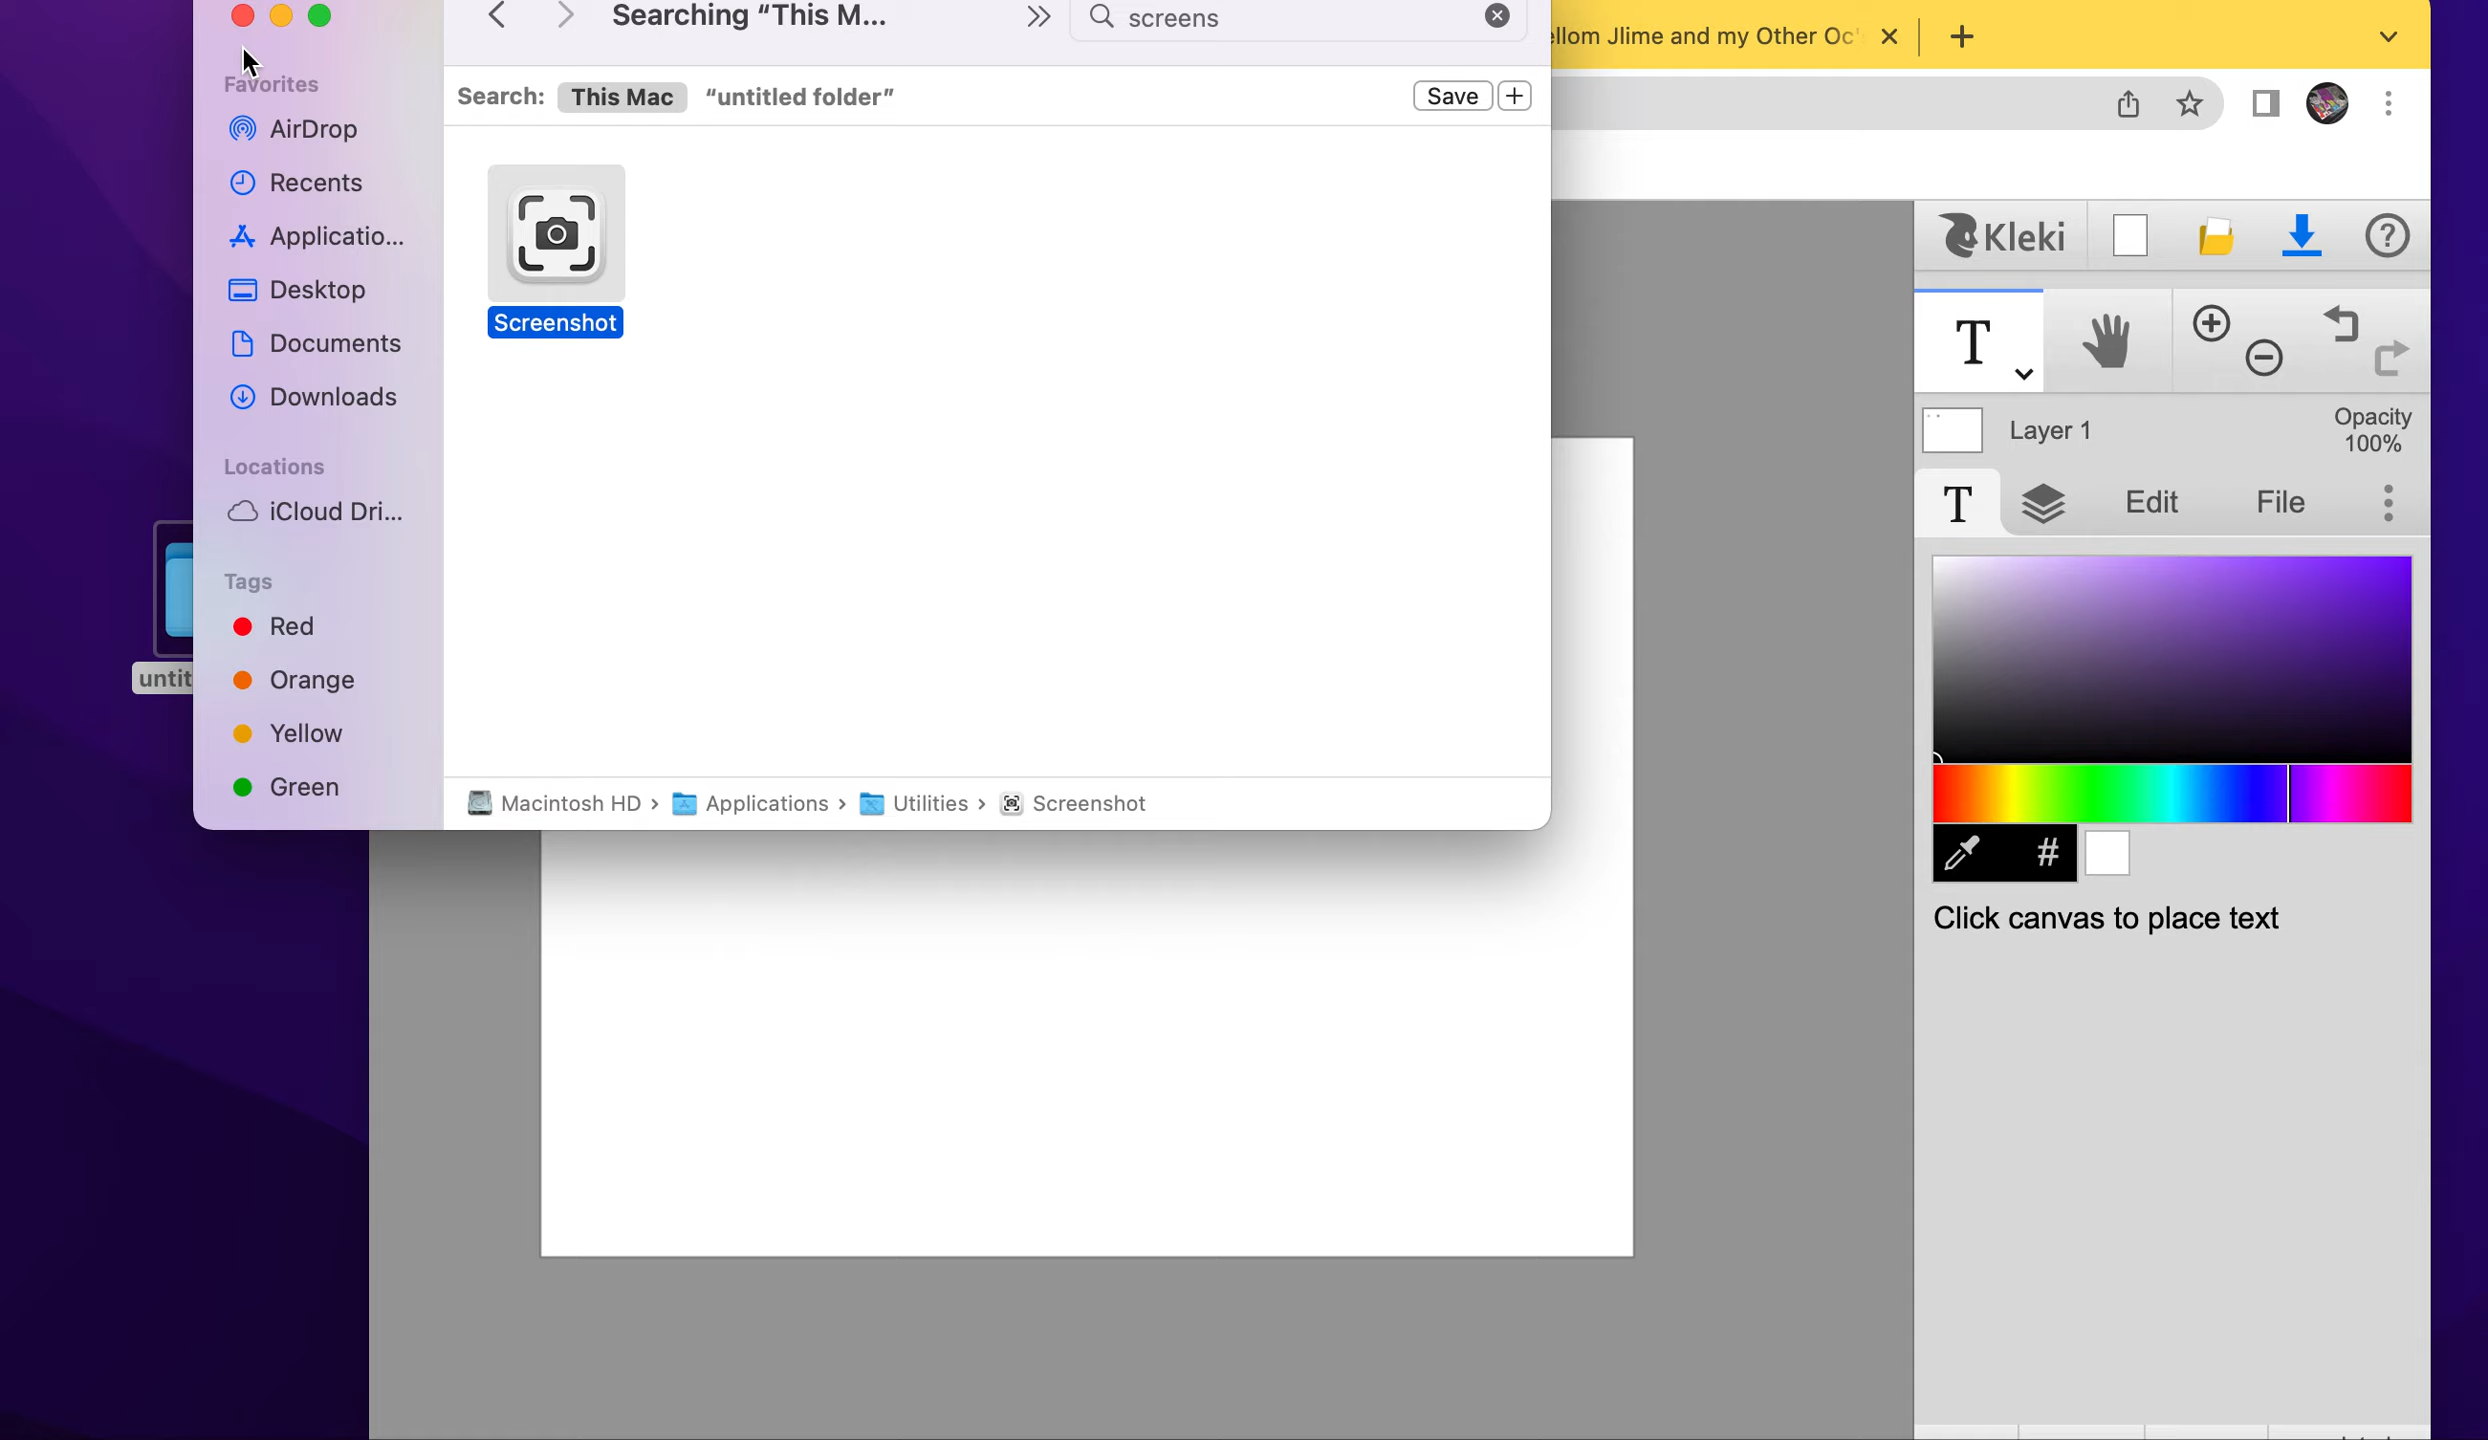 Searching “This M...
screens
ellom Jlime and my Other Oc'
Favorites
AirDrop
Recents
Applicatio...
Desktop
Documents
Downloads
Locations
iCloud Dri...
Tags
Red
Orange
Yellow
Green
untit
Search: This Mac “untitled folder” Save
Screenshot
Macintosh HD › Applications › Utilities › Screenshot
Kleki
T
Layer 1
Opacity
100%
T Edit File
#
Click canvas to place text